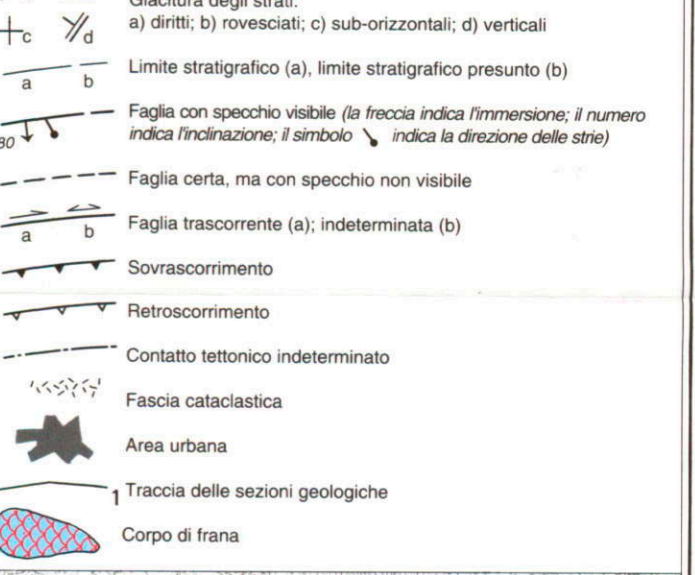 Giacitura degli strati:
c d a) diritti; b) rovesciati; c) sub-orizzontali; d) verticali
Limite stratigrafico (a), limite stratigrafico presunto (b)
a b
Faglia con specchio visibile (la freccia indica l'immersione; il numero
indica l'inclinazione; il simbolo indica la direzione delle strie)
80
Faglia certa, ma con specchio non visibile
Faglia trascorrente (a); indeterminata (b)
a b
Sovrascorrimento
Retroscorrimento
Contatto tettonico indeterminato
Fascia cataclastica
Area urbana
1 Traccia delle sezioni geologiche
Corpo di frana